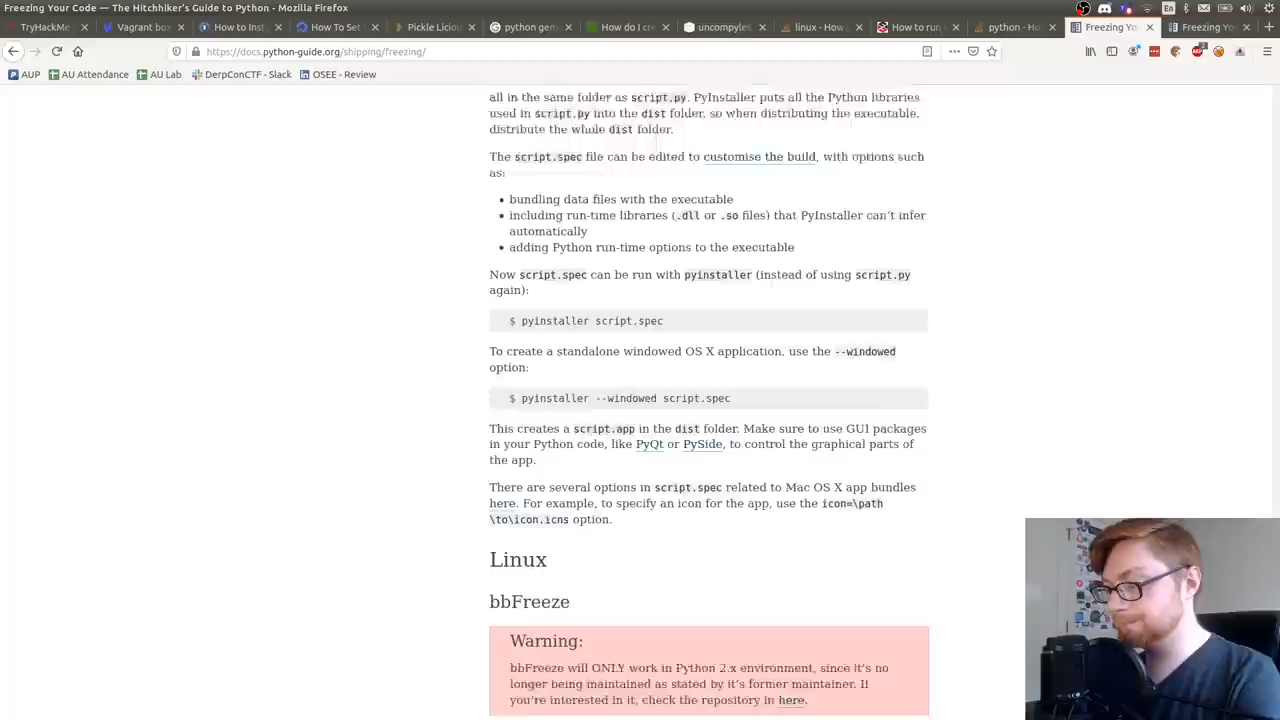 Freezing Your Code — The Hitchhiker's Guide to Python - Mozilla Firefox
En
TryHackMe
Vagrant box
How to Inst
How To Set
Pickle Licio
python gene
How do I cre
uncompyle6
linux - How
How to run
python - Ho
Freezing Yo
Freezing You
https://docs.python-guide.org/shipping/freezing/
AUP
AU Attendance
AU Lab
DerpConCTF - Slack
OSEE - Review
all in the same folder as script.py. PyInstaller puts all the Python libraries
used in script.py into the dist folder, so when distributing the executable,
distribute the whole dist folder.
The script.spec file can be edited to customise the build, with options such
as:
• bundling data files with the executable
• including run-time libraries (.dll or .so files) that PyInstaller can't infer
automatically
• adding Python run-time options to the executable
Now script.spec can be run with pyinstaller (instead of using script.py
again):
$ pyinstaller script.spec
To create a standalone windowed OS X application, use the --windowed
option:
$ pyinstaller --windowed script.spec
This creates a script.app in the dist folder. Make sure to use GUI packages
in your Python code, like PyQt or PySide, to control the graphical parts of
the app.
There are several options in script.spec related to Mac OS X app bundles
here. For example, to specify an icon for the app, use the icon=\path
\to\icon.icns option.
Linux
bbFreeze
Warning:
bbFreeze will ONLY work in Python 2.x environment, since it's no
longer being maintained as stated by it's former maintainer. If
you're interested in it, check the repository in here.